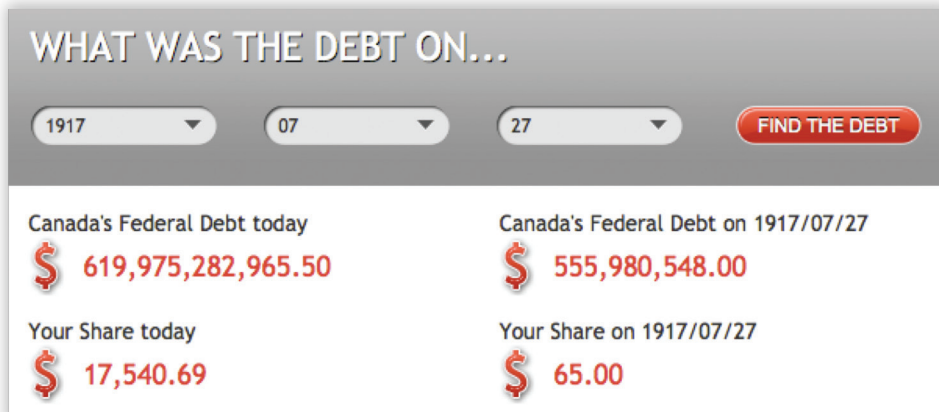 WHAT WAS THE DEBT ON...
1917 07 27 FIND THE DEBT
Canada's Federal Debt today
$ 619,975,282,965.50
Your Share today
$ 17,540.69
Canada's Federal Debt on 1917/07/27
$ 555,980,548.00
Your Share on 1917/07/27
$ 65.00